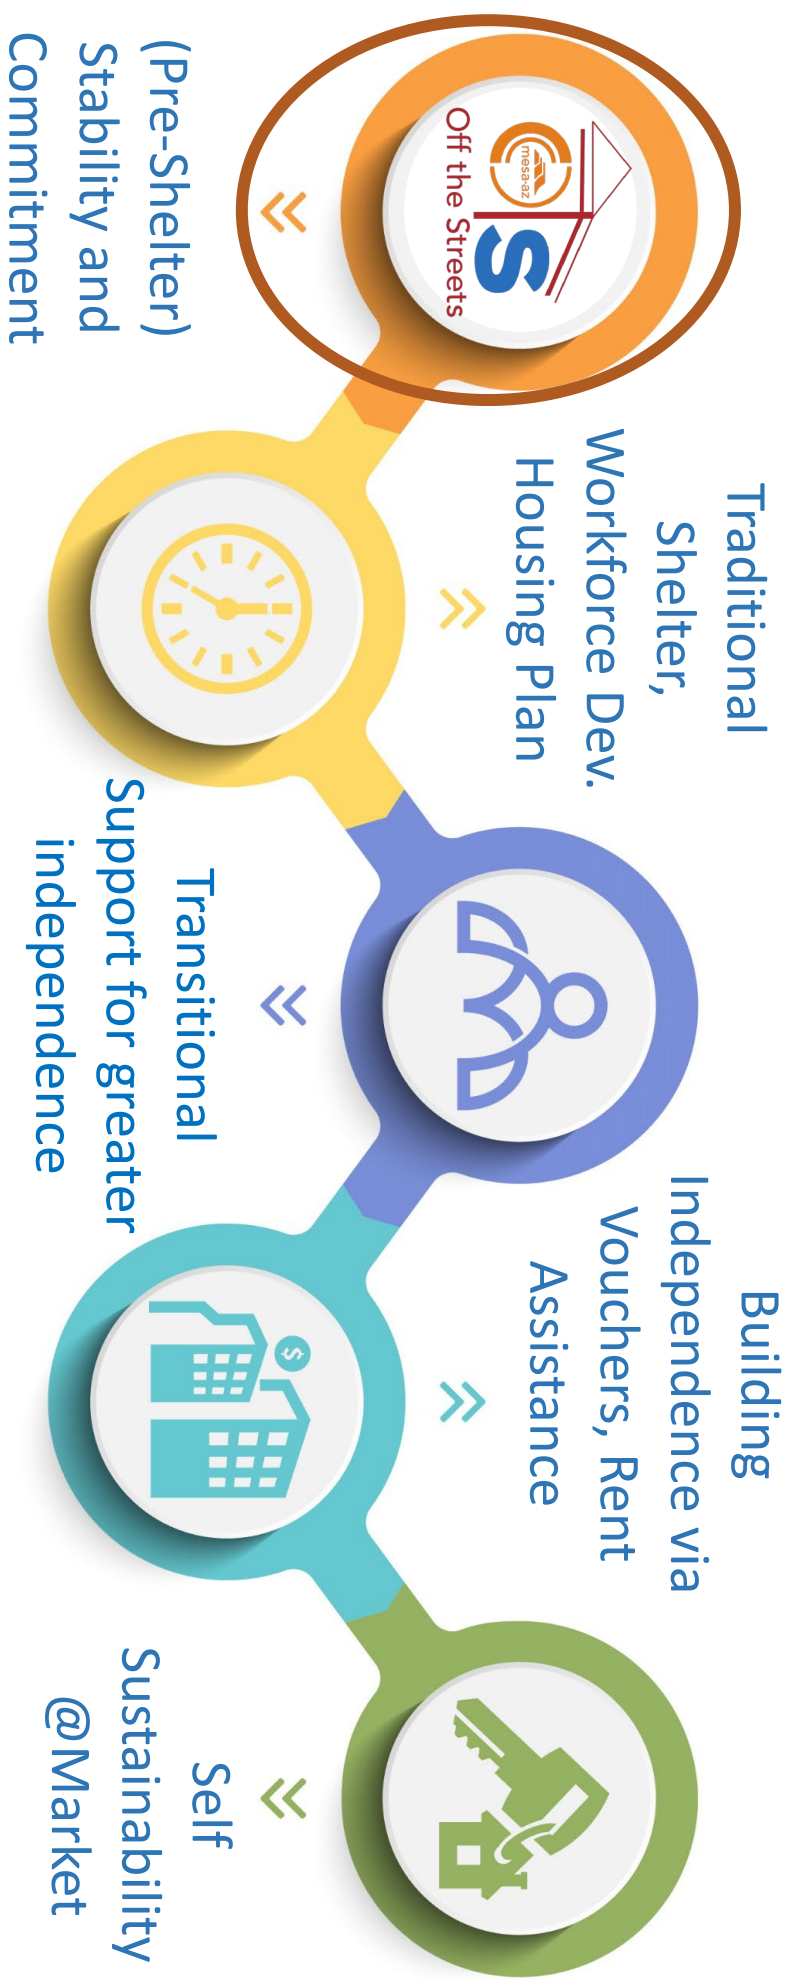 mesa·az
S
Off the Streets
(Pre-Shelter)
Stability and
Commitment
Traditional
Shelter,
Workforce Dev.
Housing Plan
Transitional
Support for greater
independence
$
Building
Independence via
Vouchers, Rent
Assistance
Self
Sustainability
@Market